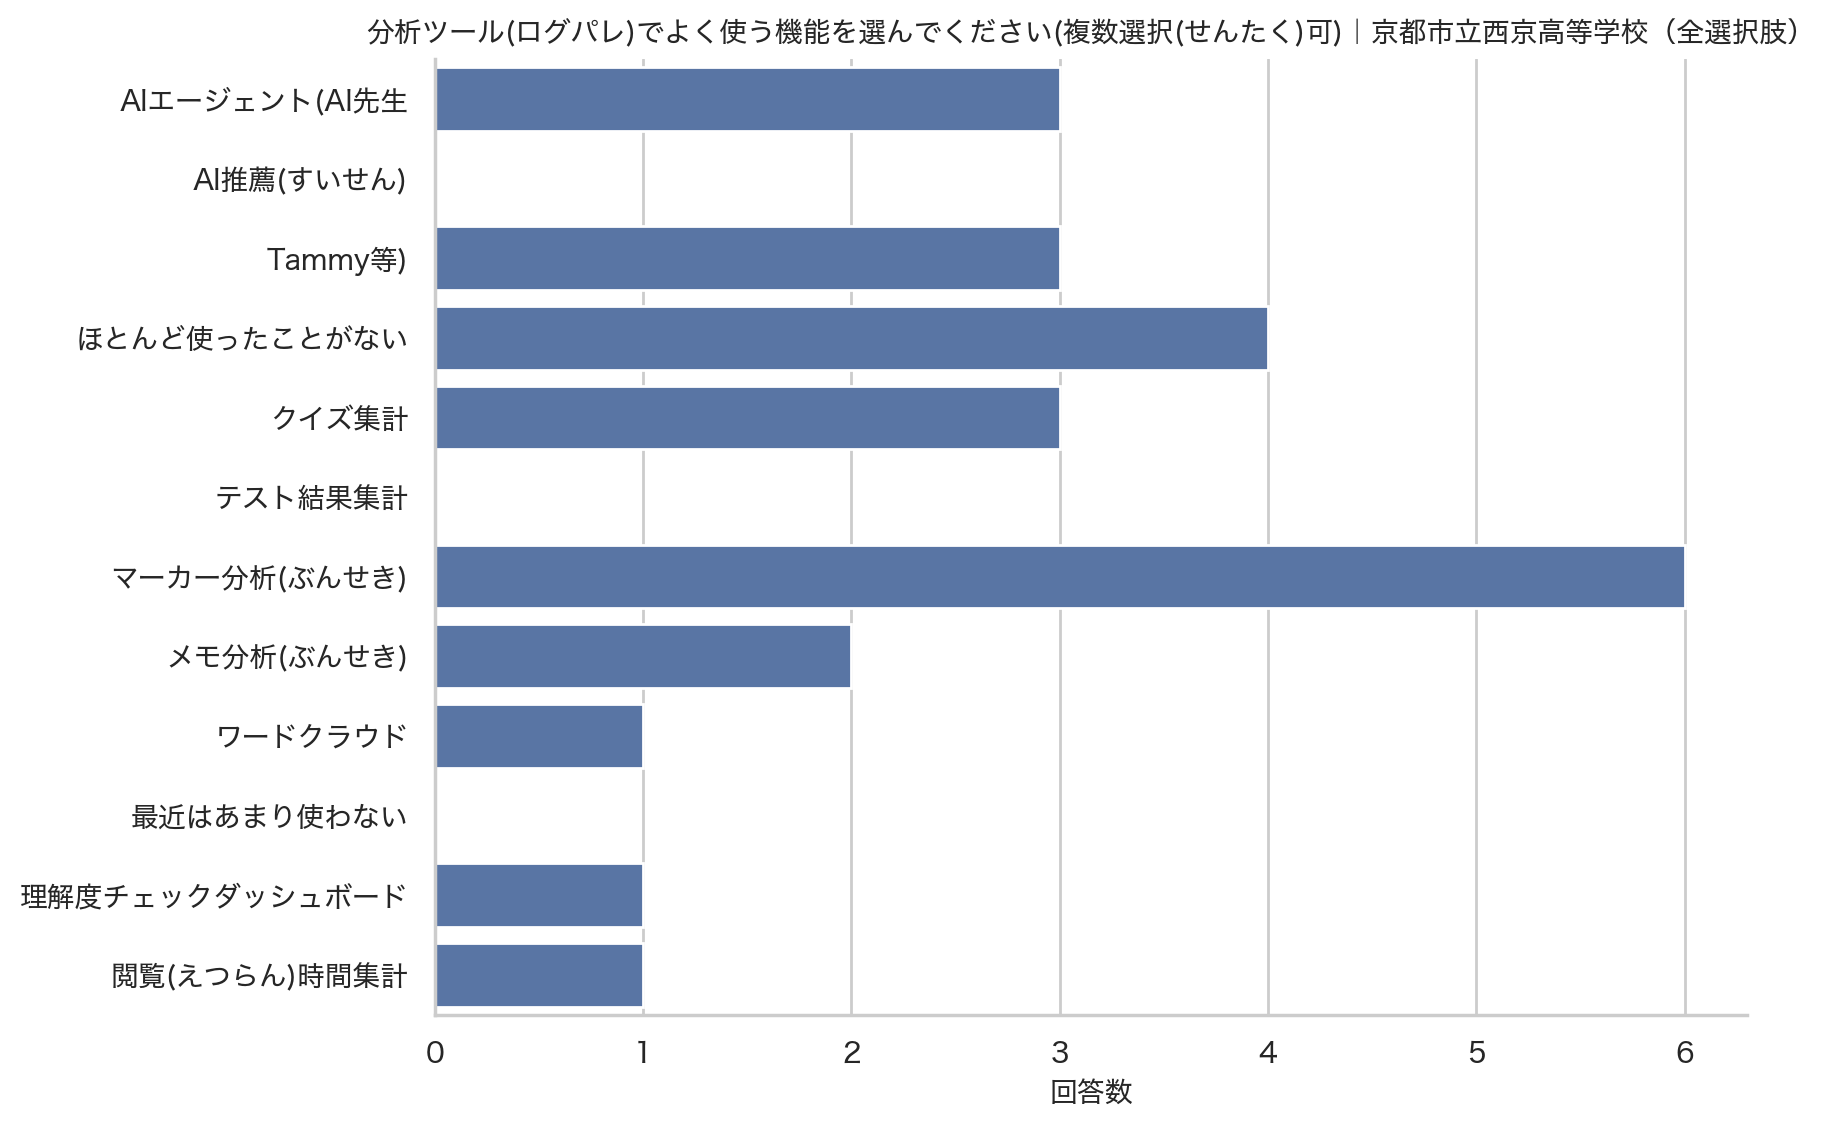 分析ツール(ログパレ)でよく使う機能を選んでください(複数選択(せんたく)可)｜京都市立西京高等学校（全選択肢）
AIエージェント(AI先生
AI推薦(すいせん)
Tammy等)
ほとんど使ったことがない
クイズ集計
テスト結果集計
マーカー分析(ぶんせき)
メモ分析(ぶんせき)
ワードクラウド
最近はあまり使わない
理解度チェックダッシュボード
閲覧(えつらん)時間集計
0 1 2 3 4 5 6
回答数